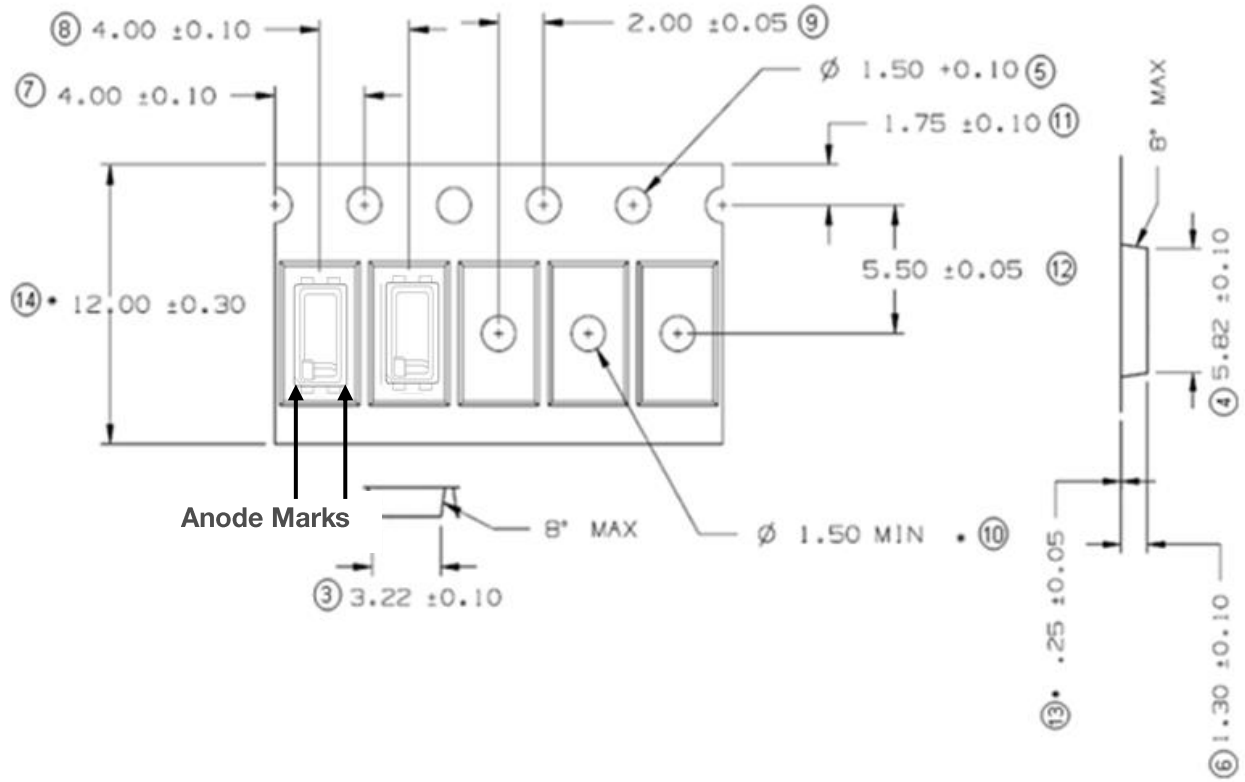 ⑧ 4.00 ±0.10
2.00 ±0.05 ⑨
⑦ 4.00 ±0.10
Ø 1.50 +0.10 ⑤
1.75 ±0.10 ⑪
8° MAX
⑭ • 12.00 ±0.30
5.50 ±0.05 ⑫
④ 5.82 ±0.10
Anode Marks
8° MAX
Ø 1.50 MIN • ⑩
③ 3.22 ±0.10
⑬ • .25 ±0.05
⑥ 1.30 ±0.10